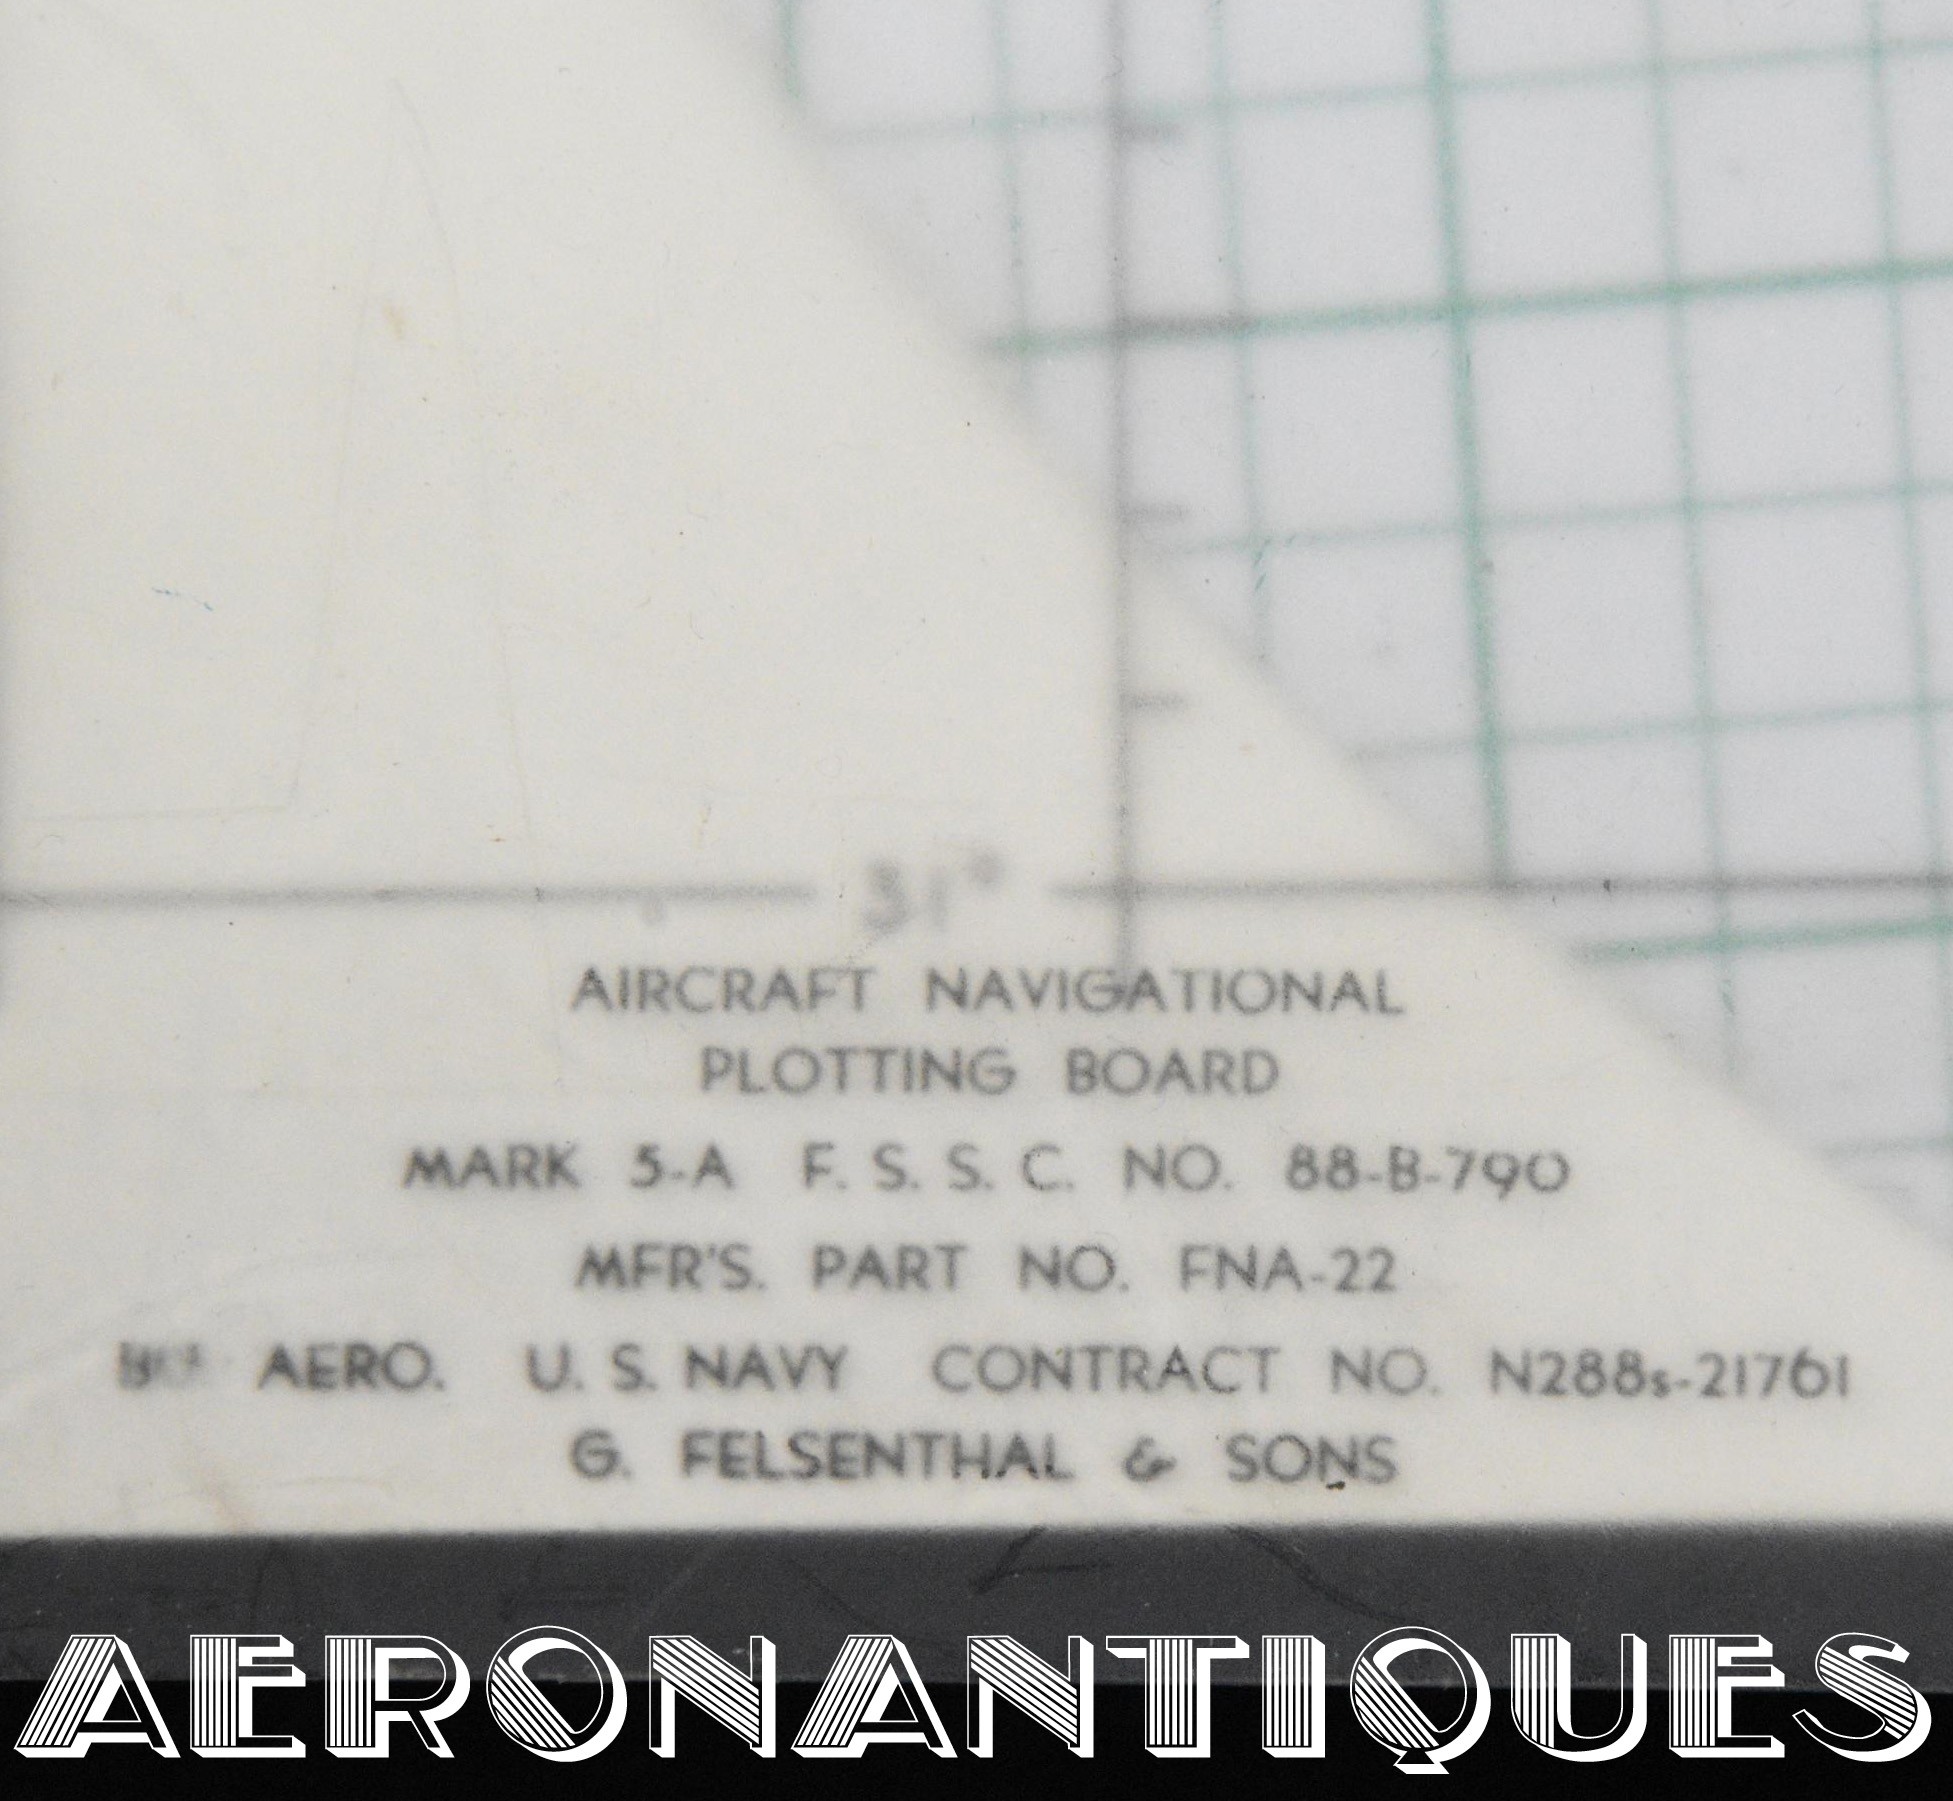 31°
AIRCRAFT NAVIGATIONAL
PLOTTING BOARD
MARK 5-A F. S. S. C. NO. 88-B-790
MFR'S. PART NO. FNA-22
AERO. U. S. NAVY CONTRACT NO. N288s-21761
G. FELSENTHAL & SONS
AERONANTIQUES